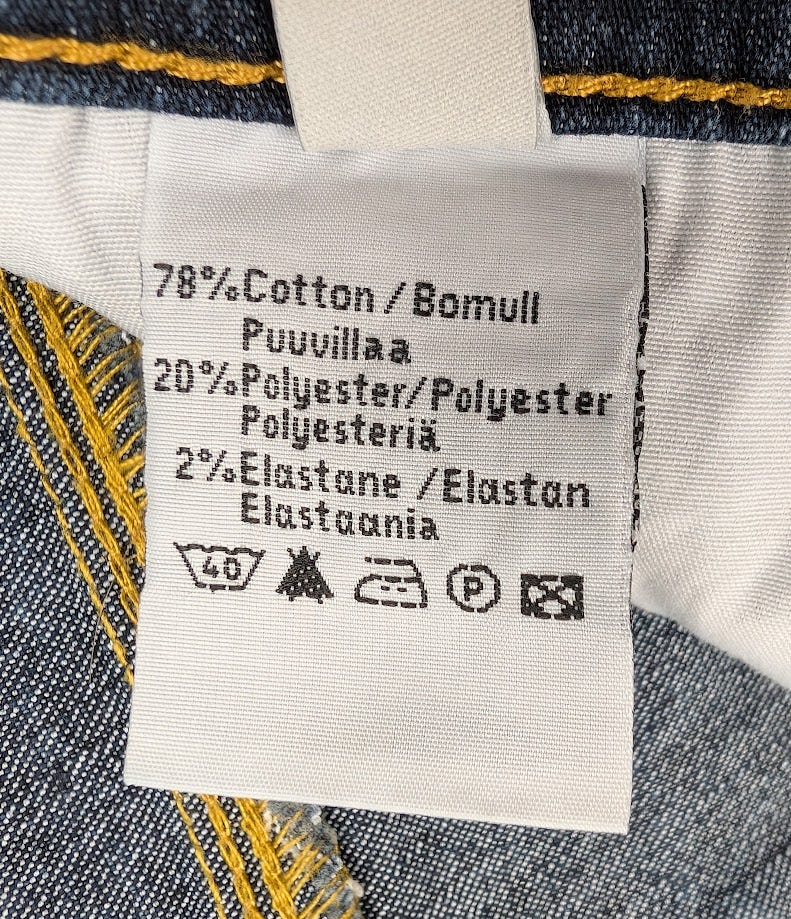 78%Cotton / Bomull
Puuvillaa
20%Polyester/Polyester
Polyesteriä
2%Elastane /Elastan
Elastaania
40 P